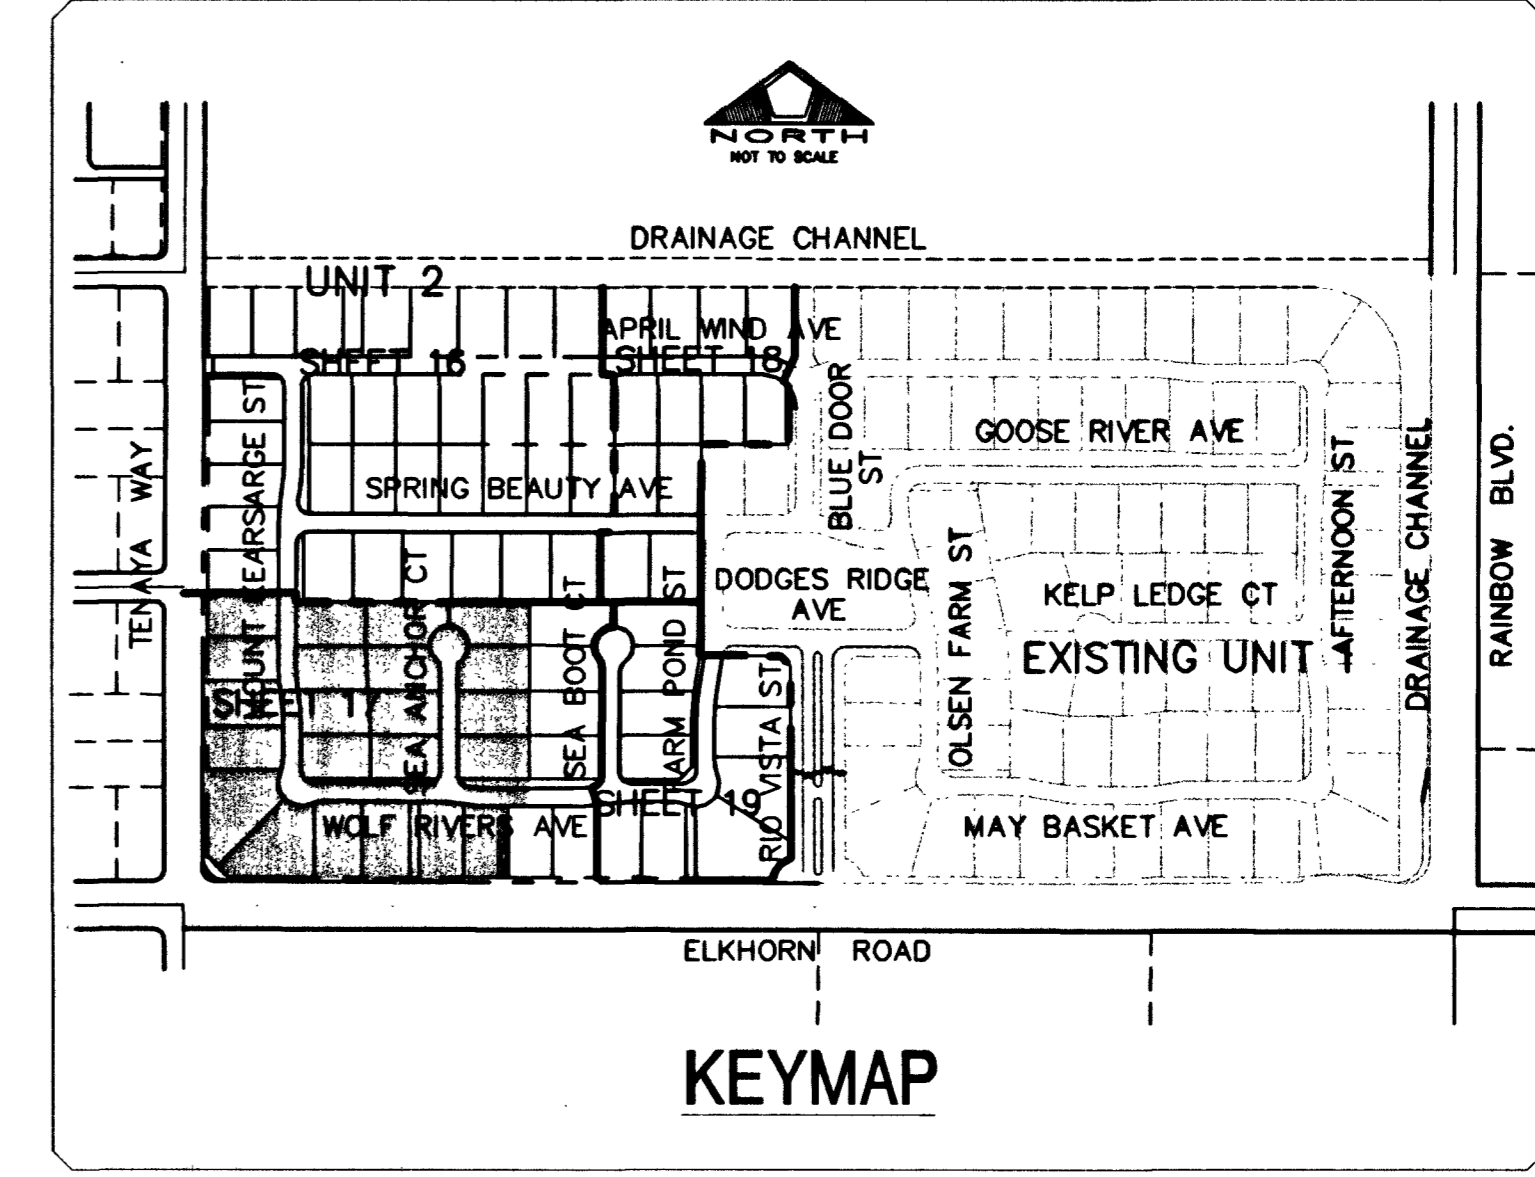 NORTH
NOT TO SCALE
DRAINAGE CHANNEL
UNIT 2
APRIL WIND AVE
SHEET 16
SHEET 18
MOUNT KEARSARGE ST
BLUE DOOR
ST
GOOSE RIVER AVE
SPRING BEAUTY AVE
TENAYA WAY
AFTERNOON ST
DRAINAGE CHANNEL
RAINBOW BLVD.
DODGES RIDGE
AVE
OLSEN FARM ST
KELP LEDGE CT
EXISTING UNIT 1
SEA ANCHOR CT
SEA BOOT CT
FARM POND ST
RIO VISTA ST
SHEET 17
SHEET 19
WOLF RIVERS AVE
MAY BASKET AVE
ELKHORN ROAD
KEYMAP